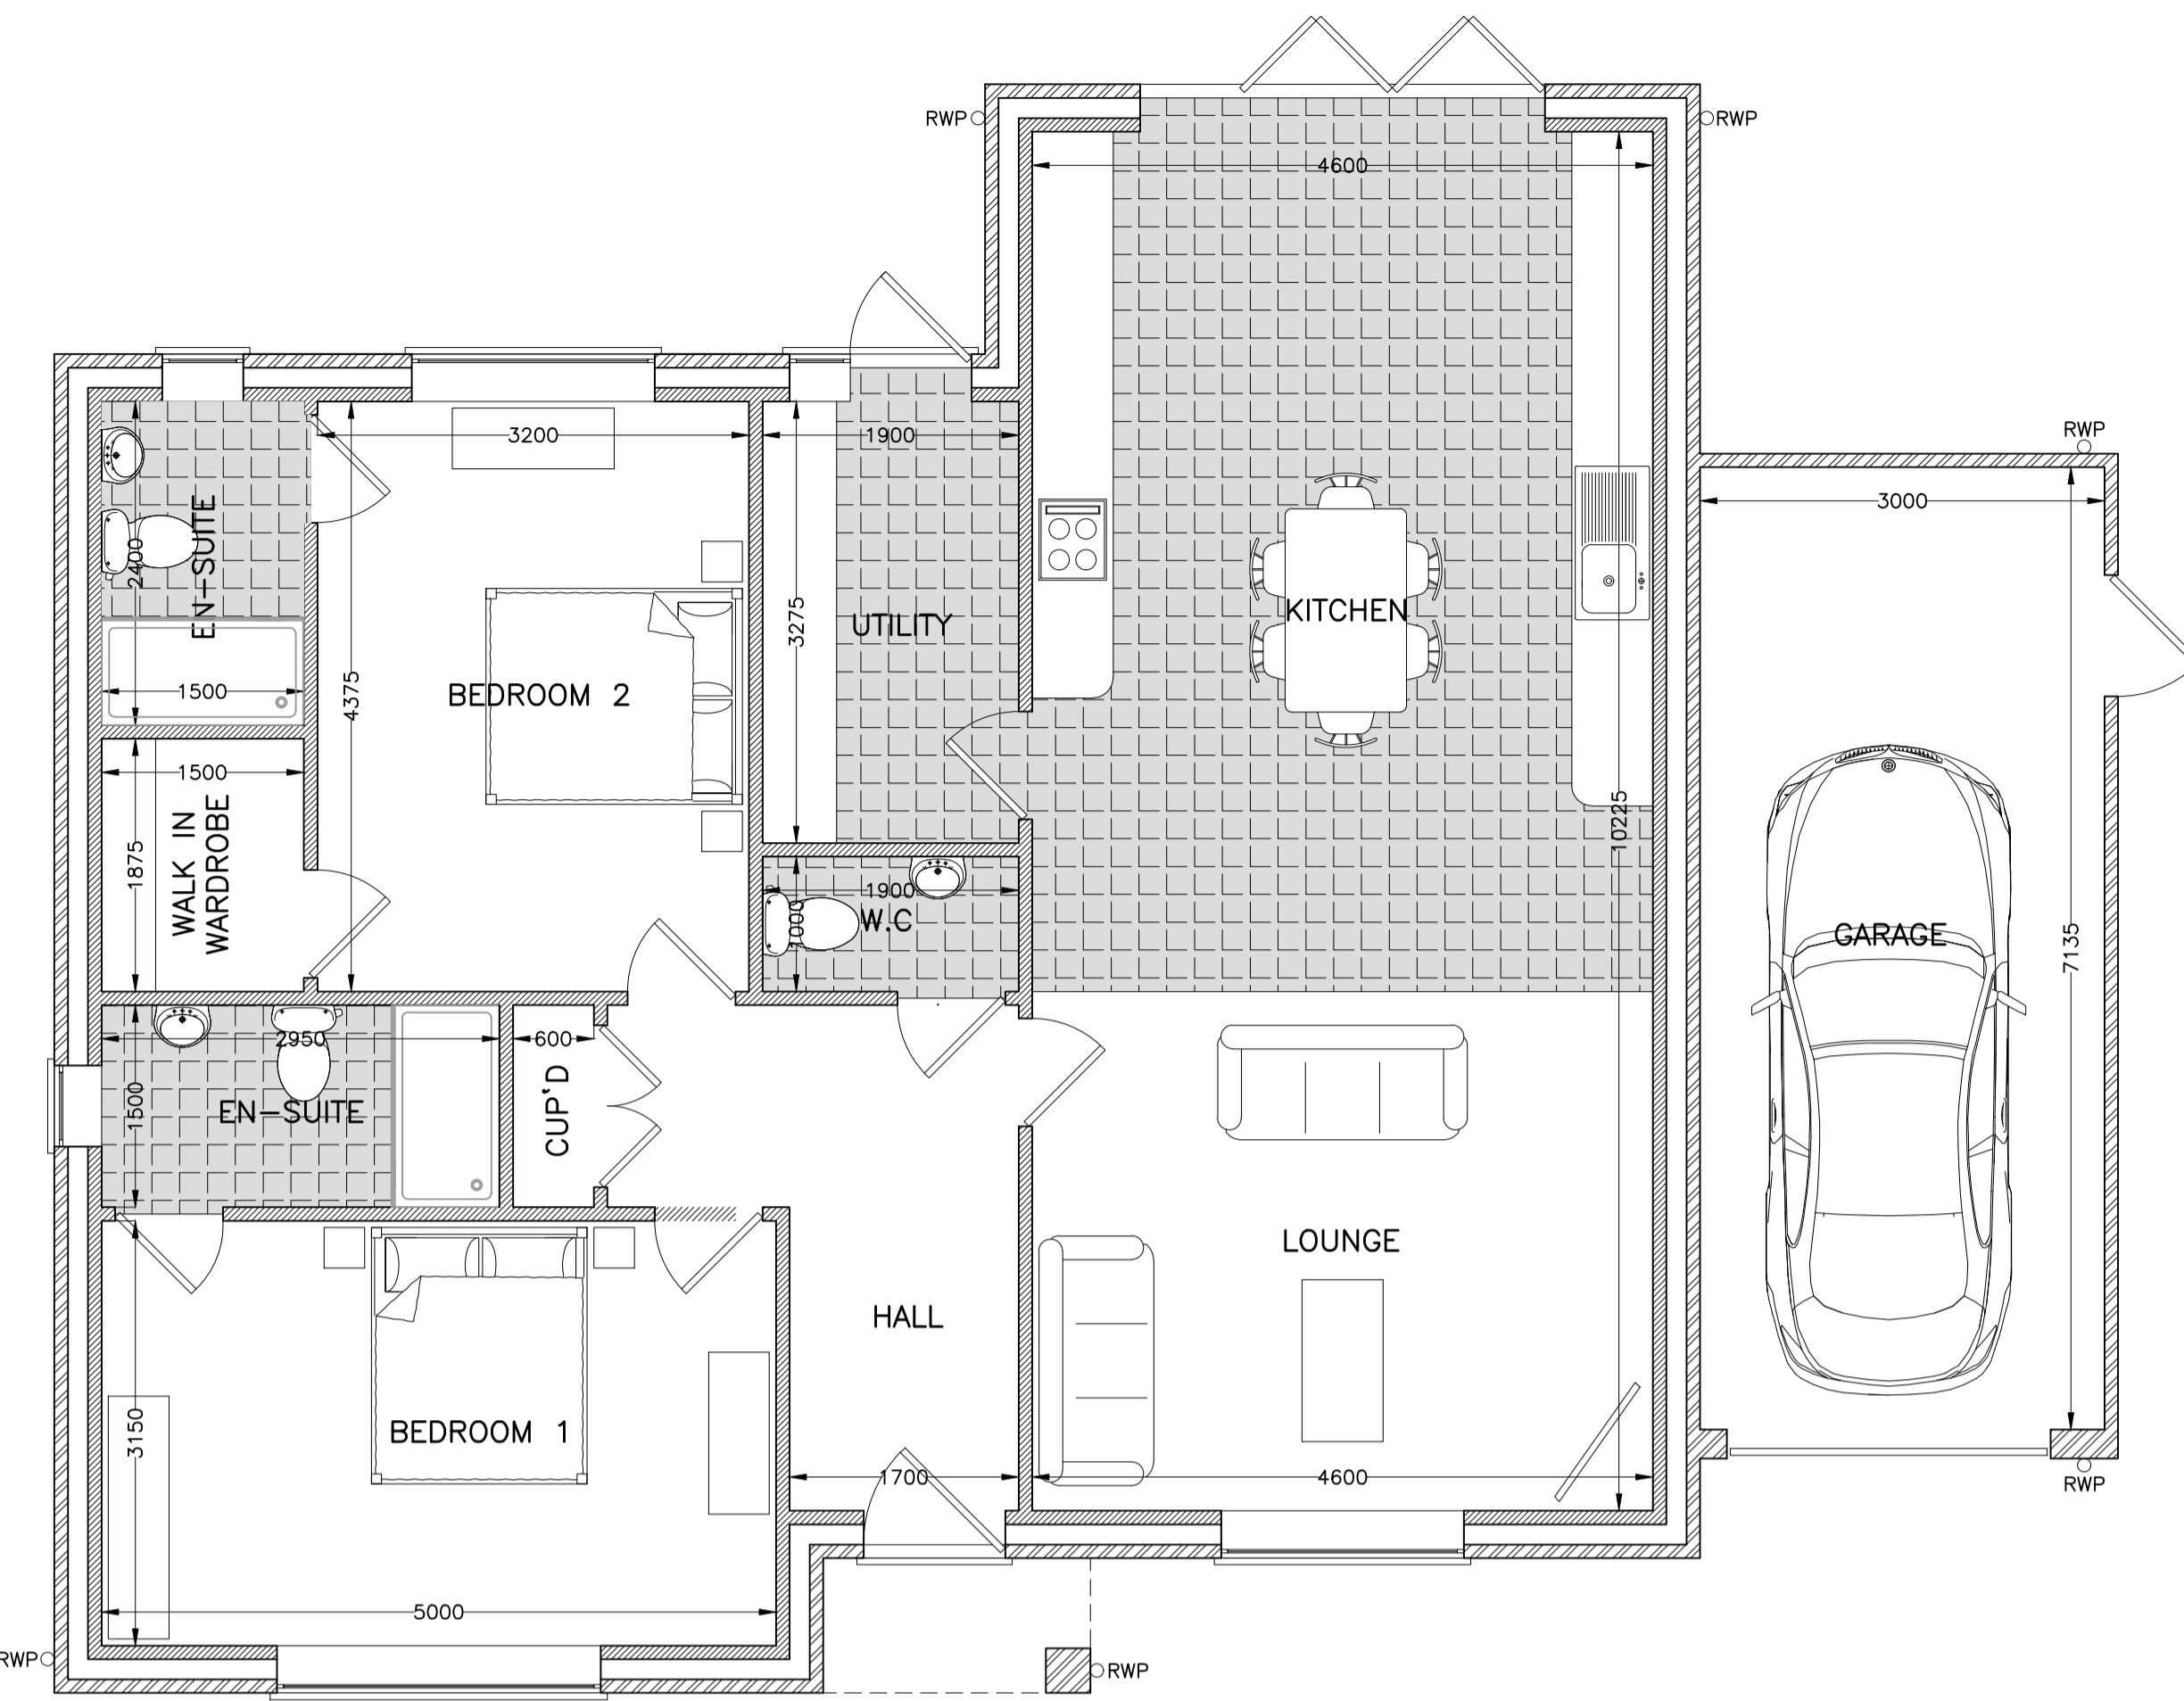 RWP
RWP
4600
RWP
3200
1900
3000
EN-SUITE
2400
3275
UTILITY
KITCHEN
1500
4375
BEDROOM 2
1500
10225
1875
WALK IN
WARDROBE
1900
1000
W.C
GARAGE
7135
2950
600
1500
EN-SUITE
CUP'D
LOUNGE
HALL
3150
BEDROOM 1
1700
4600
RWP
5000
RWP
RWP